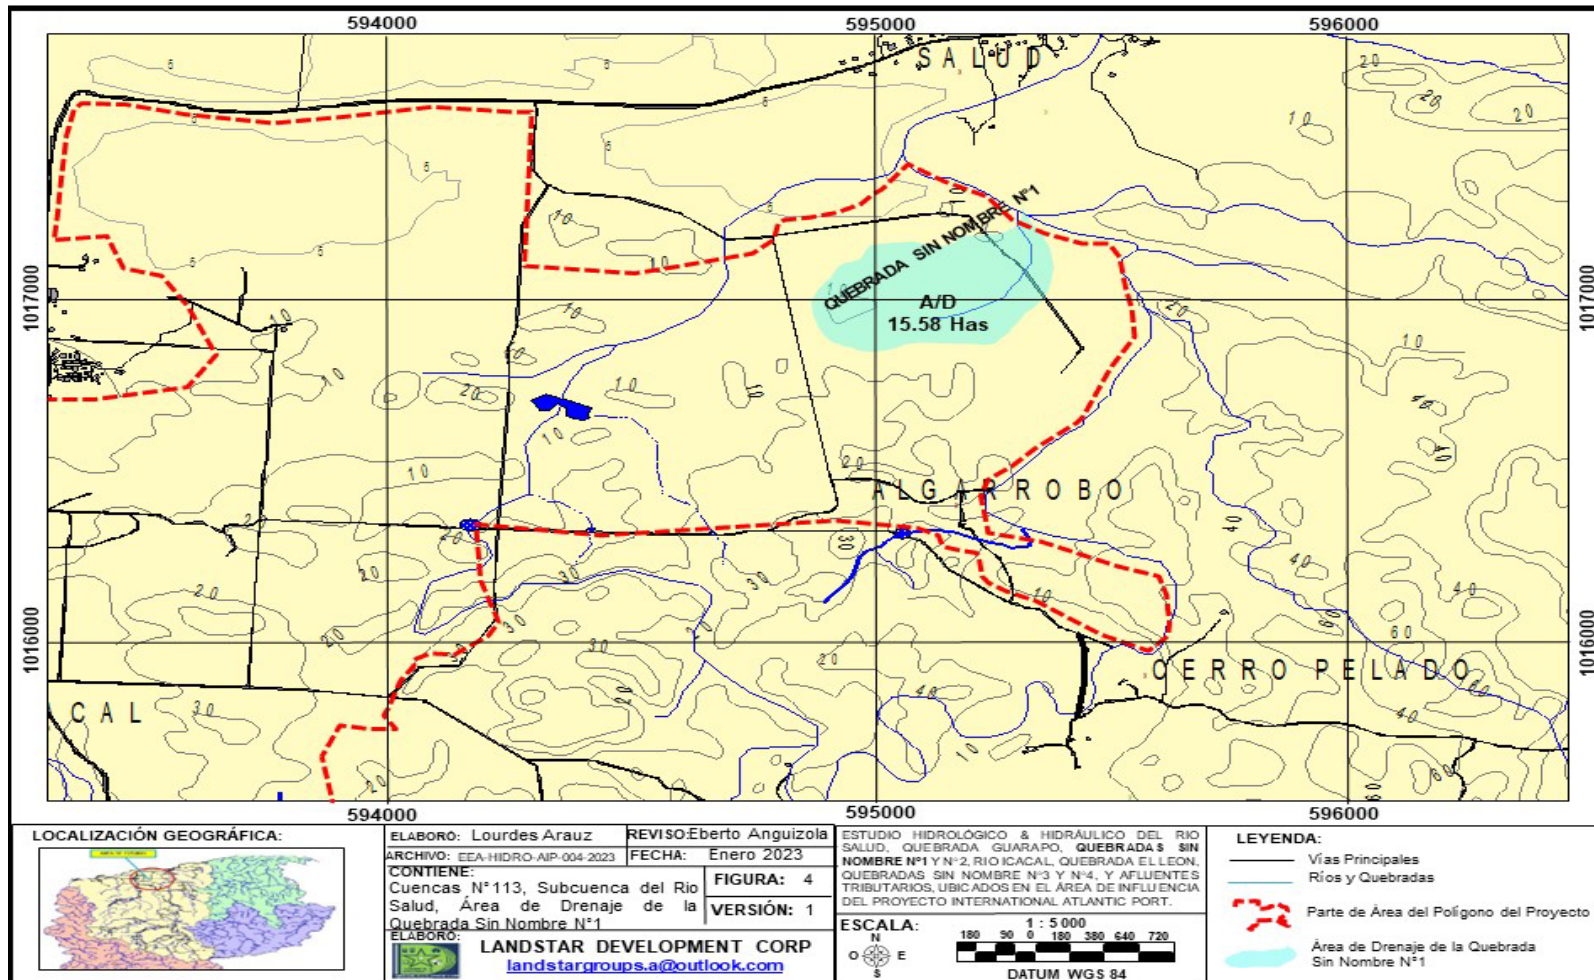 594000 595000 596000
SALUD
QUEBRADA SIN NOMBRE N°1
A/D
15.58 Has
1017000 1017000
ALGARROBO
1016000 1016000
CERRO PELADO
CAL
594000 595000 596000
LOCALIZACIÓN GEOGRÁFICA:
ELABORÓ: Lourdes Arauz
REVISO:Eberto Anguizola
ARCHIVO: EEA-HIDRO-AIP-004-2023
FECHA: Enero 2023
CONTIENE:
Cuencas N°113, Subcuenca del Rio
Salud, Área de Drenaje de la
Quebrada Sin Nombre N°1
FIGURA: 4
VERSIÓN: 1
ELABORÓ:
LANDSTAR DEVELOPMENT CORP
landstargroups.a@outlook.com
ESTUDIO HIDROLÓGICO & HIDRÁULICO DEL RIO
SALUD, QUEBRADA GUARAPO, QUEBRADAS SIN
NOMBRE N°1 Y N°2, RIO ICACAL, QUEBRADA EL LEON,
QUEBRADAS SIN NOMBRE N°3 Y N°4, Y AFLUENTES
TRIBUTARIOS, UBICADOS EN EL ÁREA DE INFLUENCIA
DEL PROYECTO INTERNATIONAL ATLANTIC PORT.
ESCALA:
1 : 5 000
N
O E
S
180 90 0 180 380 640 720
DATUM WGS 84
LEYENDA:
Vías Principales
Ríos y Quebradas
Parte de Área del Polígono del Proyecto
Área de Drenaje de la Quebrada
Sin Nombre N°1